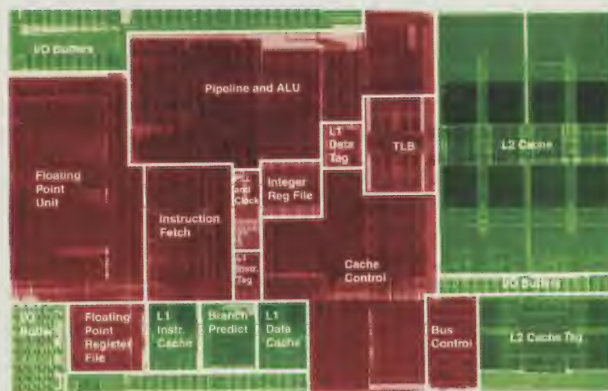 I/O Buffers
Pipeline and ALU
L1
Data
Tag
TLB
L2 Cache
Floating
Point
Unit
Instruction
Fetch
and
Clock
Integer
Reg File
L1
Instr.
Tag
Cache
Control
I/O Buffers
I/O
Buffers
Floating
Point
Register
File
L1
Instr.
Cache
Branch
Predict
L1
Data
Cache
Bus
Control
L2 Cache Tag